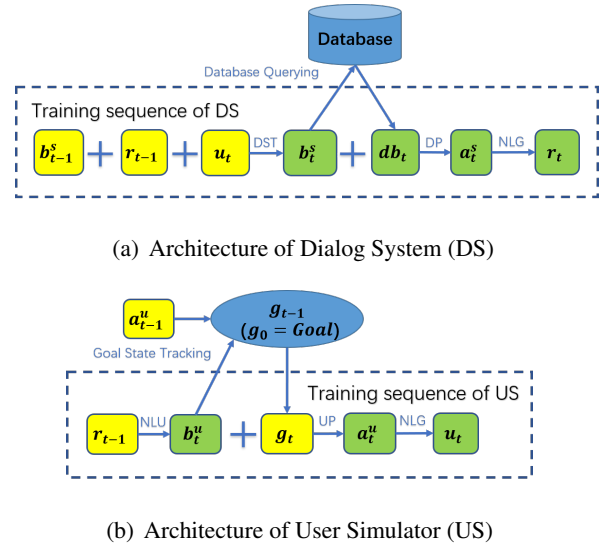 Database
Database Querying
Training sequence of DS
b^s_{t-1} + r_{t-1} + u_t DST b^s_t + db_t DP a^s_t NLG r_t
(a) Architecture of Dialog System (DS)
a^u_{t-1}
g_{t-1}
(g_0 = Goal)
Goal State Tracking
Training sequence of US
r_{t-1} NLU b^u_t + g_t UP a^u_t NLG u_t
(b) Architecture of User Simulator (US)